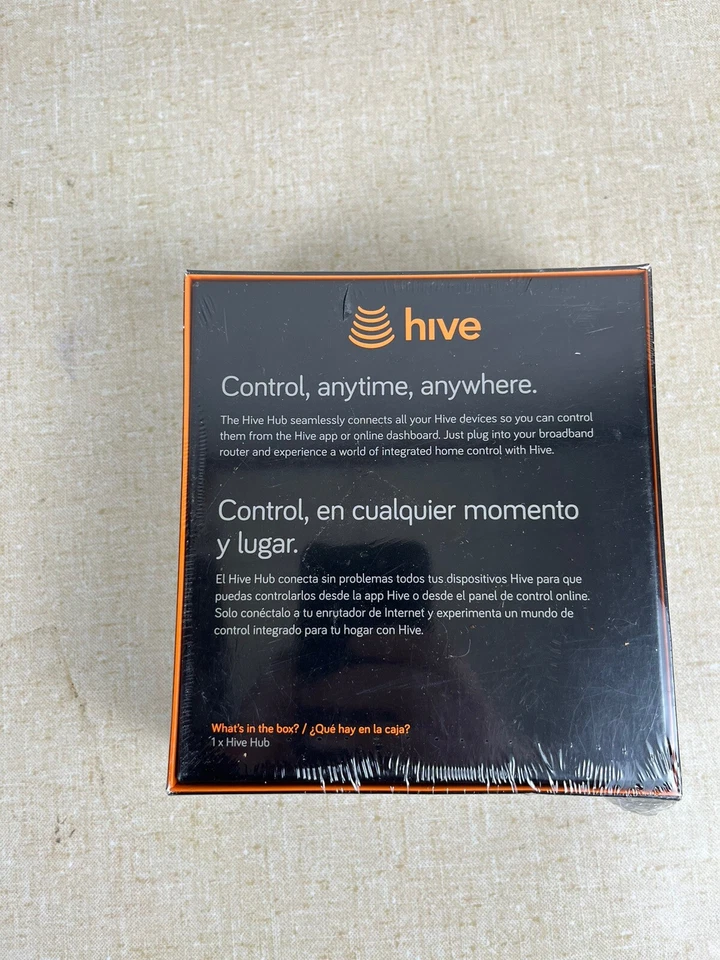 hive
Control, anytime, anywhere.
The Hive Hub seamlessly connects all your Hive devices so you can control
them from the Hive app or online dashboard. Just plug into your broadband
router and experience a world of integrated home control with Hive.
Control, en cualquier momento
y lugar.
El Hive Hub conecta sin problemas todos tus dispositivos Hive para que
puedas controlarlos desde la app Hive o desde el panel de control online.
Solo conéctalo a tu enrutador de Internet y experimenta un mundo de
control integrado para tu hogar con Hive.
What's in the box? / ¿Qué hay en la caja?
1 x Hive Hub